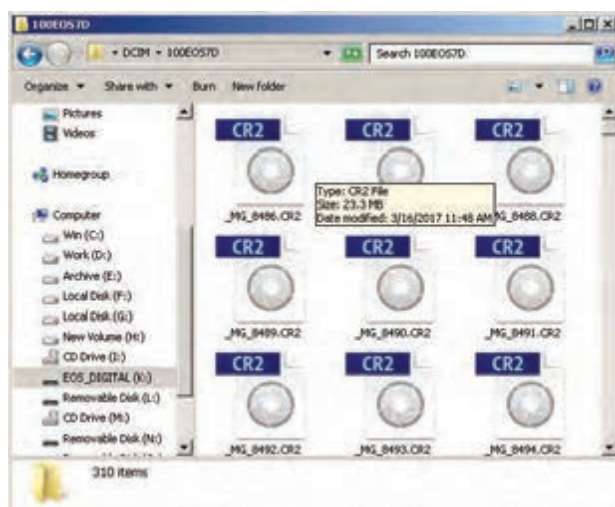 100EOS7D
DCIM
100EOS7D
Search 100EOS7D
Organize
Share with
Burn
New folder
Pictures
Videos
Homegroup
Computer
Win (C:)
Work (D:)
Archive (E:)
Local Disk (F:)
Local Disk (G:)
New Volume (H:)
CD Drive (I:)
EOS_DIGITAL (K:)
Removable Disk (L:)
CD Drive (M:)
Removable Disk (N:)
CR2
CR2
CR2
_MG_8486.CR2
_MG_8488.CR2
Type: CR2 File
Size: 23.3 MB
Date modified: 3/16/2017 11:48 AM
CR2
CR2
CR2
_MG_8489.CR2
_MG_8490.CR2
_MG_8491.CR2
CR2
CR2
CR2
_MG_8492.CR2
_MG_8493.CR2
_MG_8494.CR2
310 items